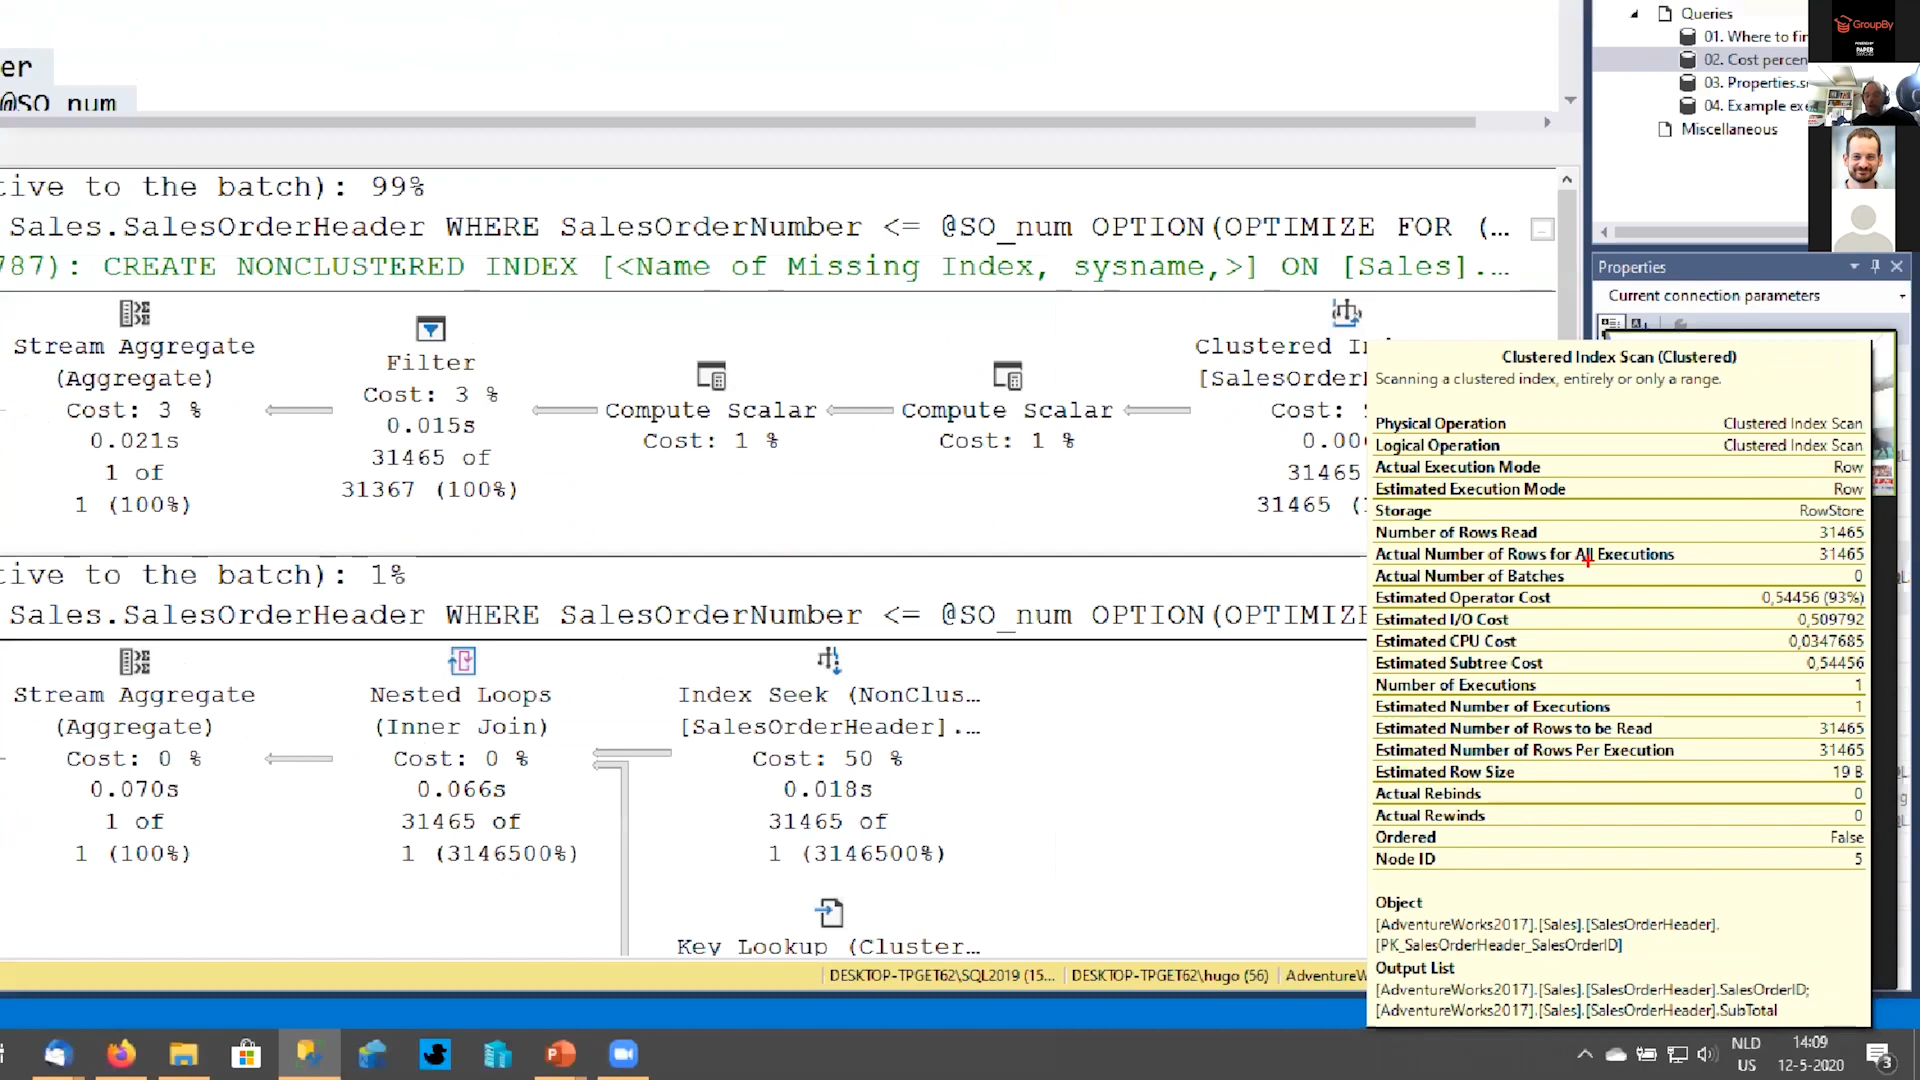 er
@SO_num
Queries
01. Where to fin
02. Cost percen
03. Properties.s
04. Example exe
Miscellaneous
GroupBy
tive to the batch): 99%
Sales.SalesOrderHeader WHERE SalesOrderNumber <= @SO_num OPTION(OPTIMIZE FOR (...
787): CREATE NONCLUSTERED INDEX [<Name of Missing Index, sysname,>] ON [Sales]....
Stream Aggregate
(Aggregate)
Cost: 3 %
0.021s
1 of
1 (100%)
Filter
Cost: 3 %
0.015s
31465 of
31367 (100%)
Compute Scalar
Cost: 1 %
Compute Scalar
Cost: 1 %
Clustered In
[SalesOrderH
Cost:
0.00
31465
31465 (1
tive to the batch): 1%
Sales.SalesOrderHeader WHERE SalesOrderNumber <= @SO_num OPTION(OPTIMIZE
Stream Aggregate
(Aggregate)
Cost: 0 %
0.070s
1 of
1 (100%)
Nested Loops
(Inner Join)
Cost: 0 %
0.066s
31465 of
1 (3146500%)
Index Seek (NonClus...
[SalesOrderHeader]....
Cost: 50 %
0.018s
31465 of
1 (3146500%)
Key Lookup (Cluster...
Properties
Current connection parameters
Clustered Index Scan (Clustered)
Scanning a clustered index, entirely or only a range.
Physical Operation Clustered Index Scan
Logical Operation Clustered Index Scan
Actual Execution Mode Row
Estimated Execution Mode Row
Storage RowStore
Number of Rows Read 31465
Actual Number of Rows for All Executions 31465
Actual Number of Batches 0
Estimated Operator Cost 0,54456 (93%)
Estimated I/O Cost 0,509792
Estimated CPU Cost 0,0347685
Estimated Subtree Cost 0,54456
Number of Executions 1
Estimated Number of Executions 1
Estimated Number of Rows to be Read 31465
Estimated Number of Rows Per Execution 31465
Estimated Row Size 19 B
Actual Rebinds 0
Actual Rewinds 0
Ordered False
Node ID 5
Object
[AdventureWorks2017].[Sales].[SalesOrderHeader].
[PK_SalesOrderHeader_SalesOrderID]
Output List
[AdventureWorks2017].[Sales].[SalesOrderHeader].SalesOrderID;
[AdventureWorks2017].[Sales].[SalesOrderHeader].SubTotal
DESKTOP-TPGET62\SQL2019 (15... DESKTOP-TPGET62\hugo (56) AdventureW
NLD
US
14:09
12-5-2020
3